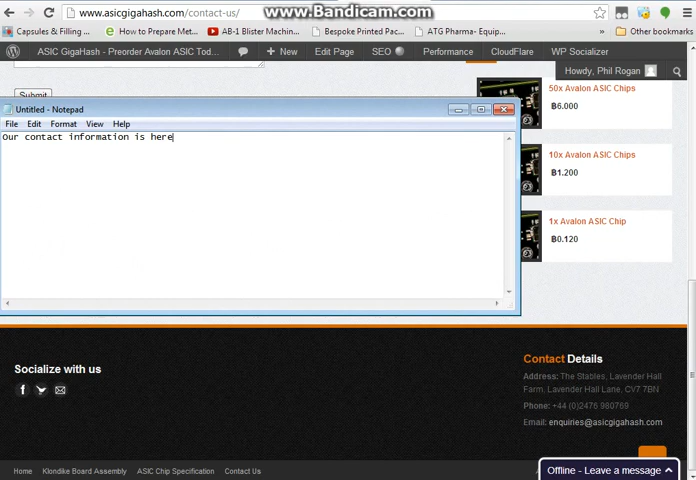 www.asicgigahash.com/contact-us/
www.Bandicam.com
Capsules & Filling ...
How to Prepare Met...
AB-1 Blister Machin...
Bespoke Printed Pac...
ATG Pharma- Equip...
Other bookmarks
ASIC GigaHash - Preorder Avalon ASIC Tod...
New
Edit Page
SEO
Performance
CloudFlare
WP Socializer
Howdy, Phil Rogan
Submit
Untitled - Notepad
File Edit Format View Help
Our contact information is here
50x Avalon ASIC Chips
฿6.000
10x Avalon ASIC Chips
฿1.200
1x Avalon ASIC Chip
฿0.120
Socialize with us
Contact Details
Address: The Stables, Lavender Hall
Farm, Lavender Hall Lane, CV7 7BN
Phone: +44 (0)2476 980769
Email: enquiries@asicgigahash.com
Home
Klondike Board Assembly
ASIC Chip Specification
Contact Us
Offline - Leave a message